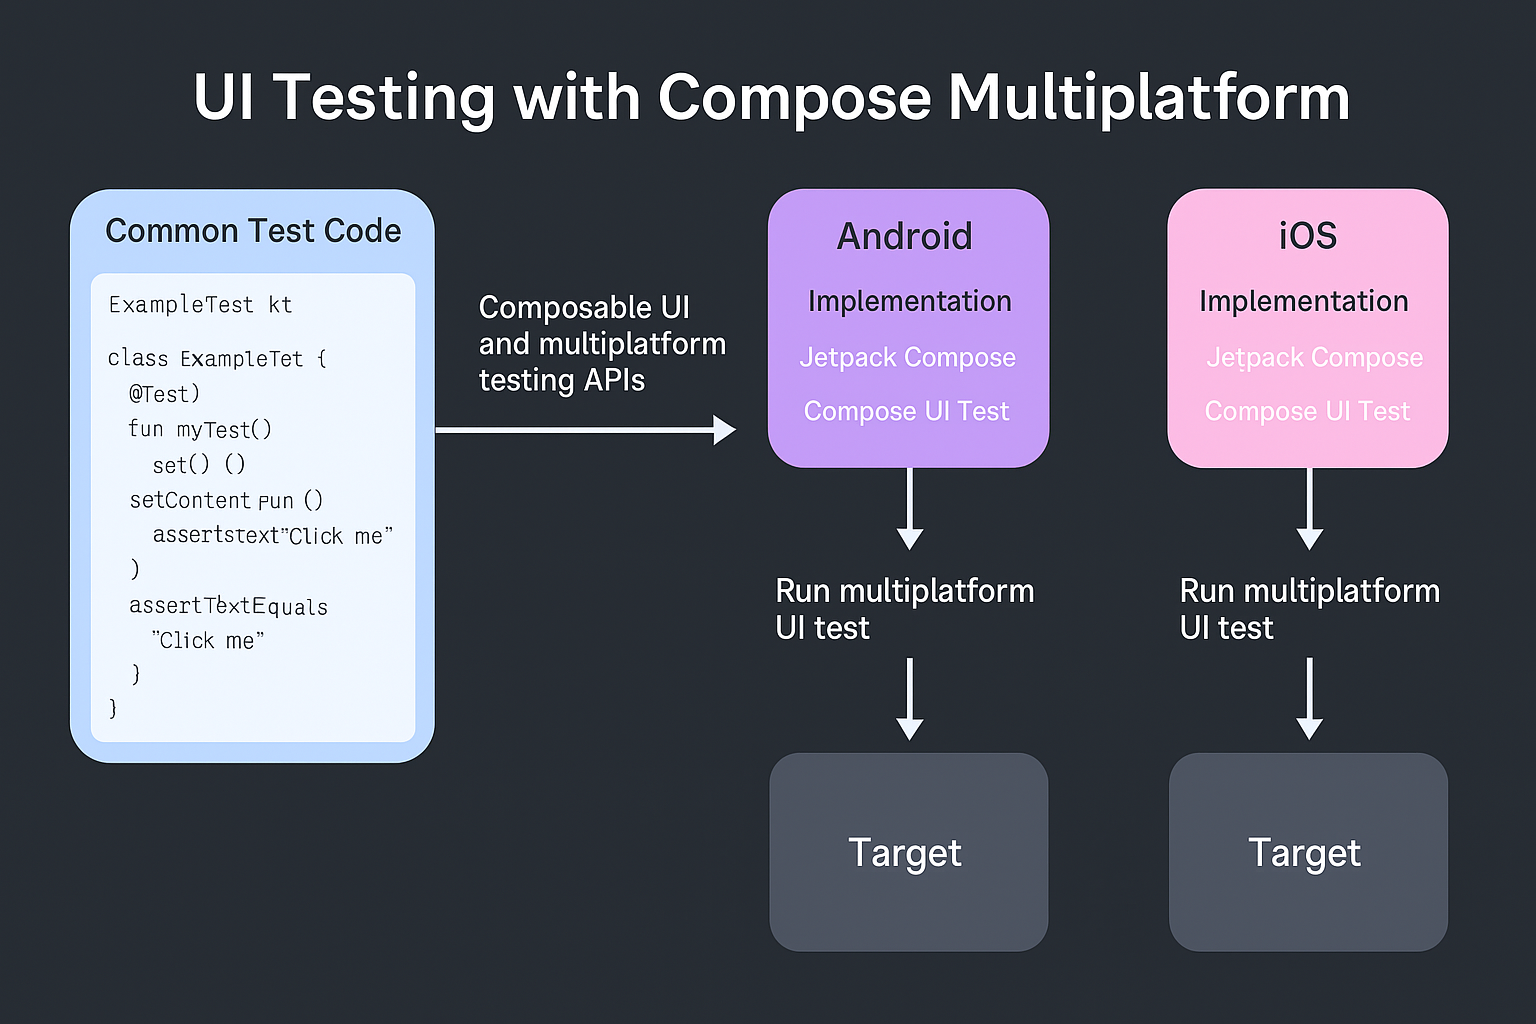 UI Testing with Compose Multiplatform
Common Test Code
ExampleTest kt
class ExampleTet {
@Test)
fun myTest()
set() ()
setContent run ()
assertstext”Click me”
)
assertTextEquals
”Click me”
}
}
Composable UI
and multiplatform
testing APIs
Android
Implementation
Jetpack Compose
Compose UI Test
Run multiplatform
UI test
Target
iOS
Implementation
Jetpack Compose
Compose UI Test
Run multiplatform
UI test
Target